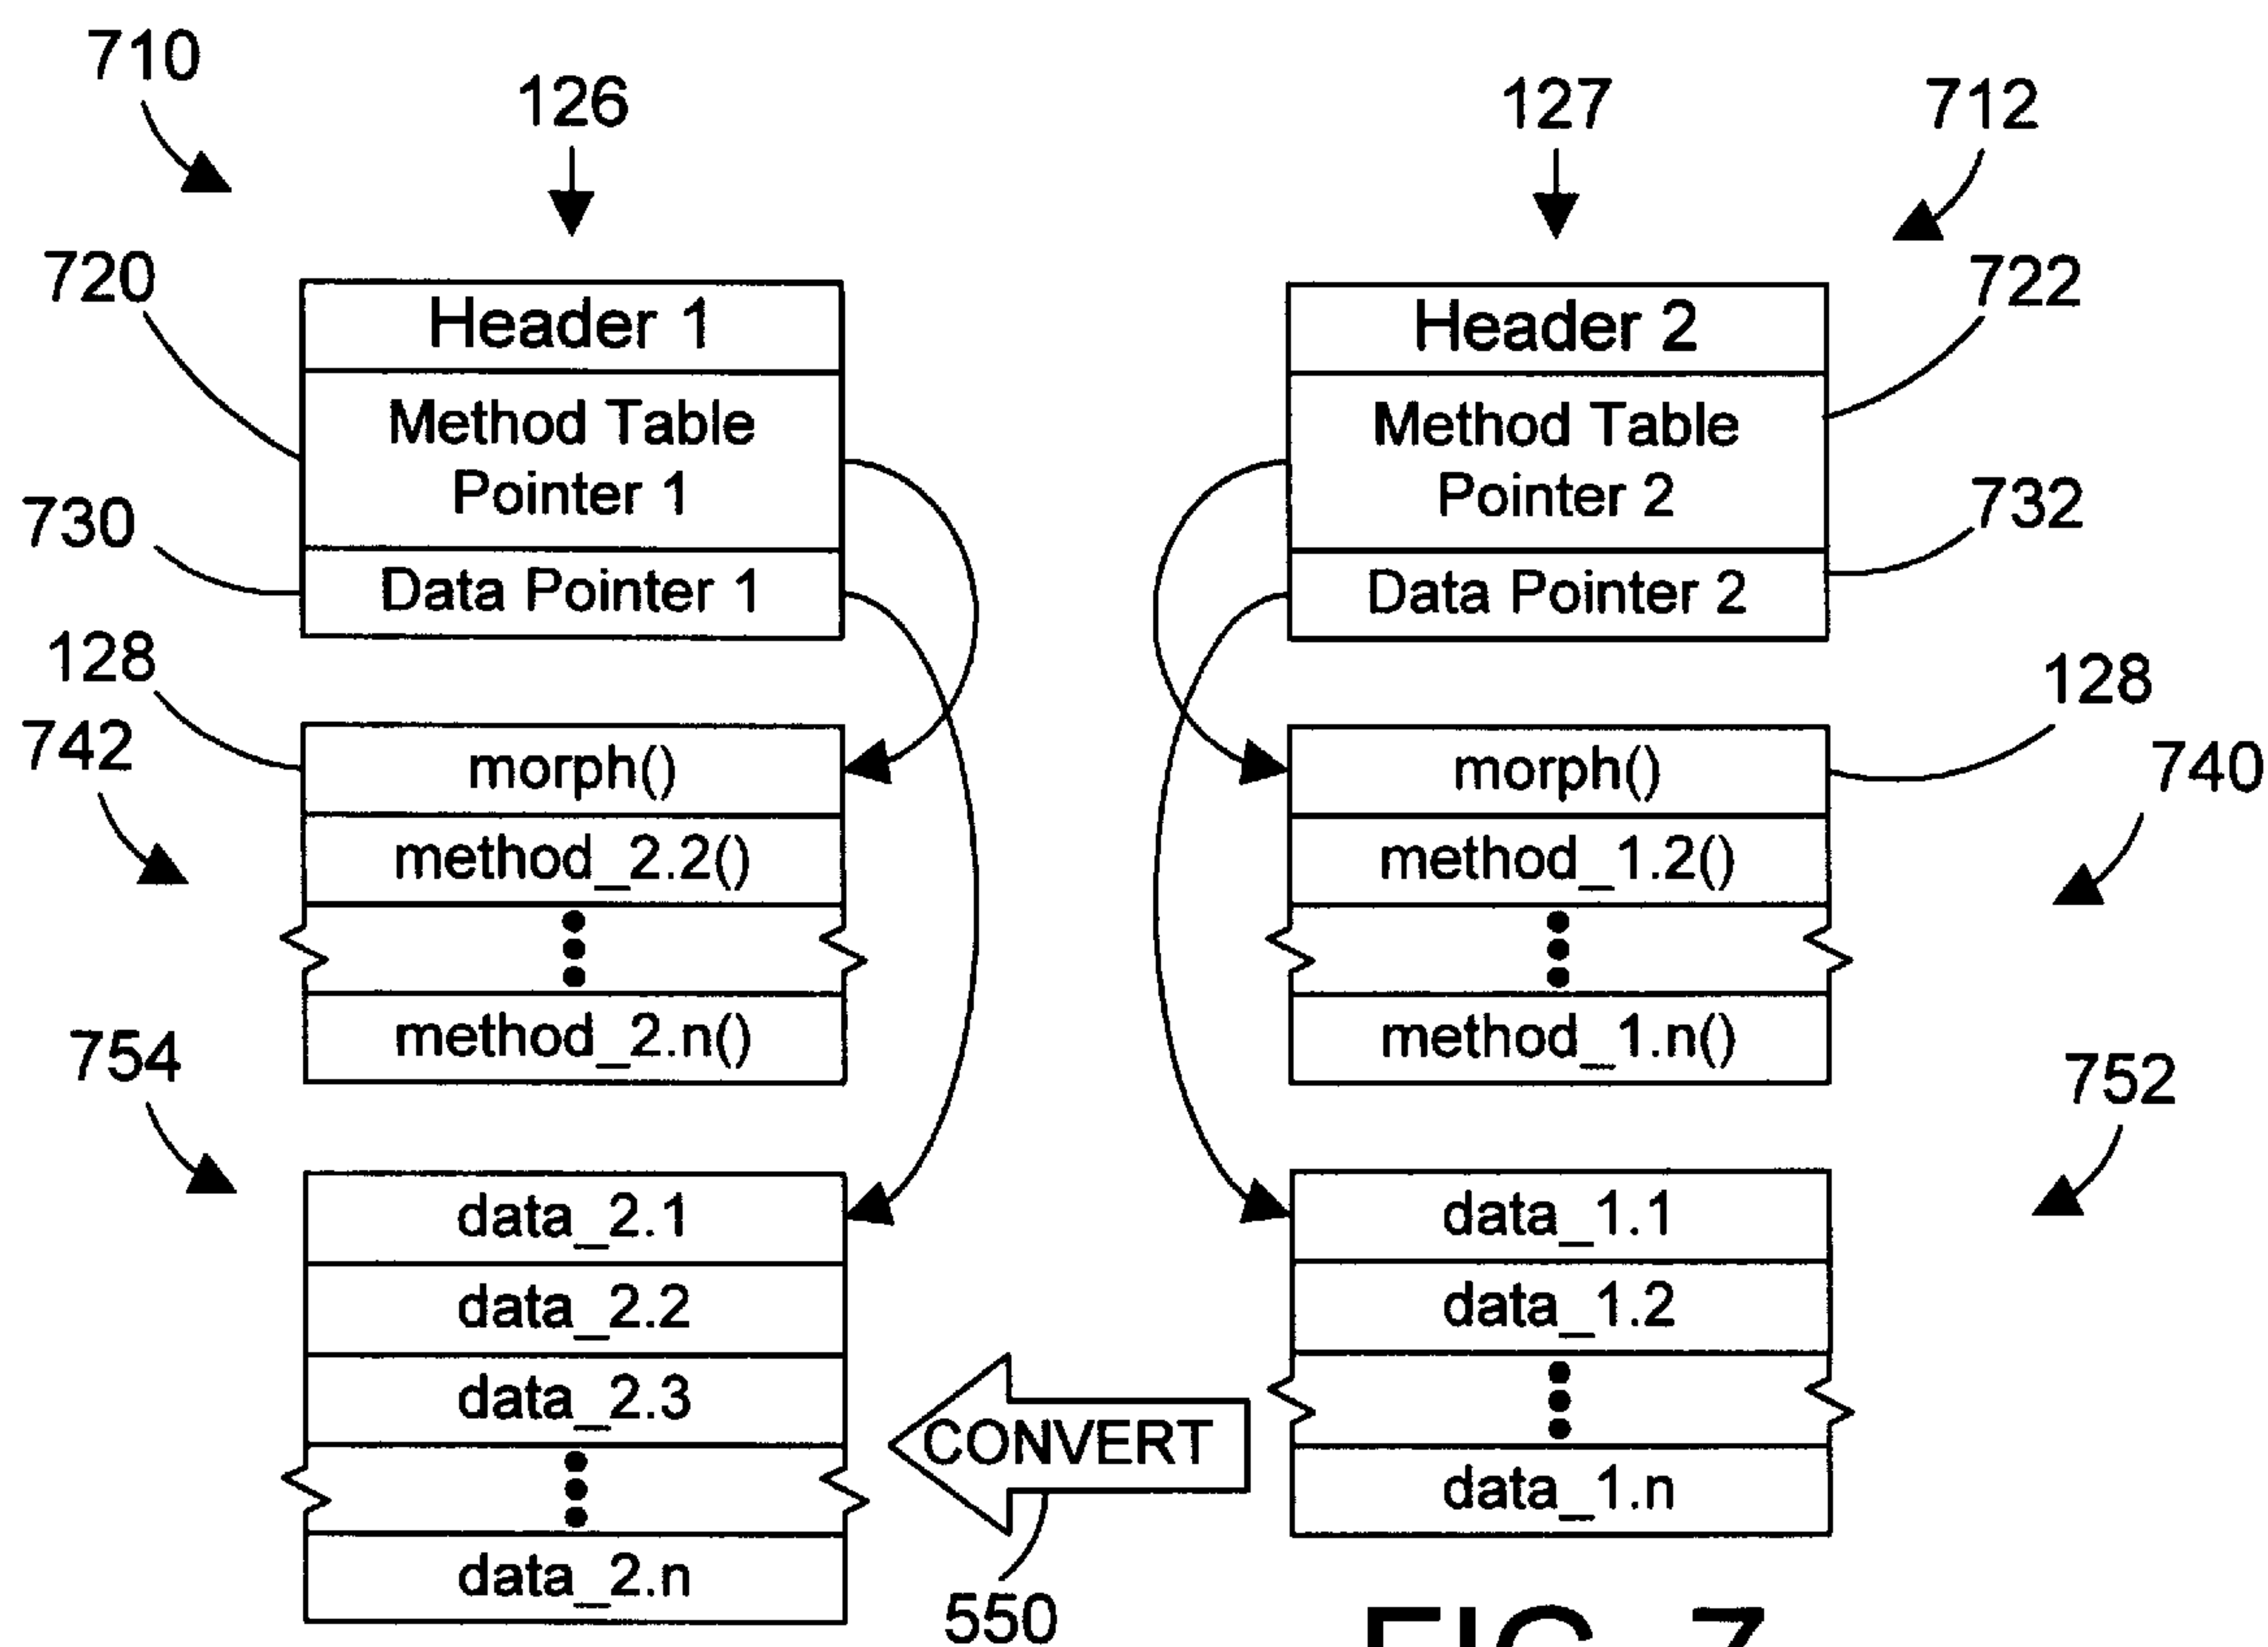 710
126
127
712
720
722
Header 1
Header 2
Method Table
Pointer 1
Method Table
Pointer 2
730
732
Data Pointer 1
Data Pointer 2
128
128
742
740
morph()
morph()
method_2.2()
method_1.2()
method_2.n()
method_1.n()
754
752
data_2.1
data_1.1
data_2.2
data_1.2
data_2.3
CONVERT
data_1.n
data_2.n
550
FIG. 7